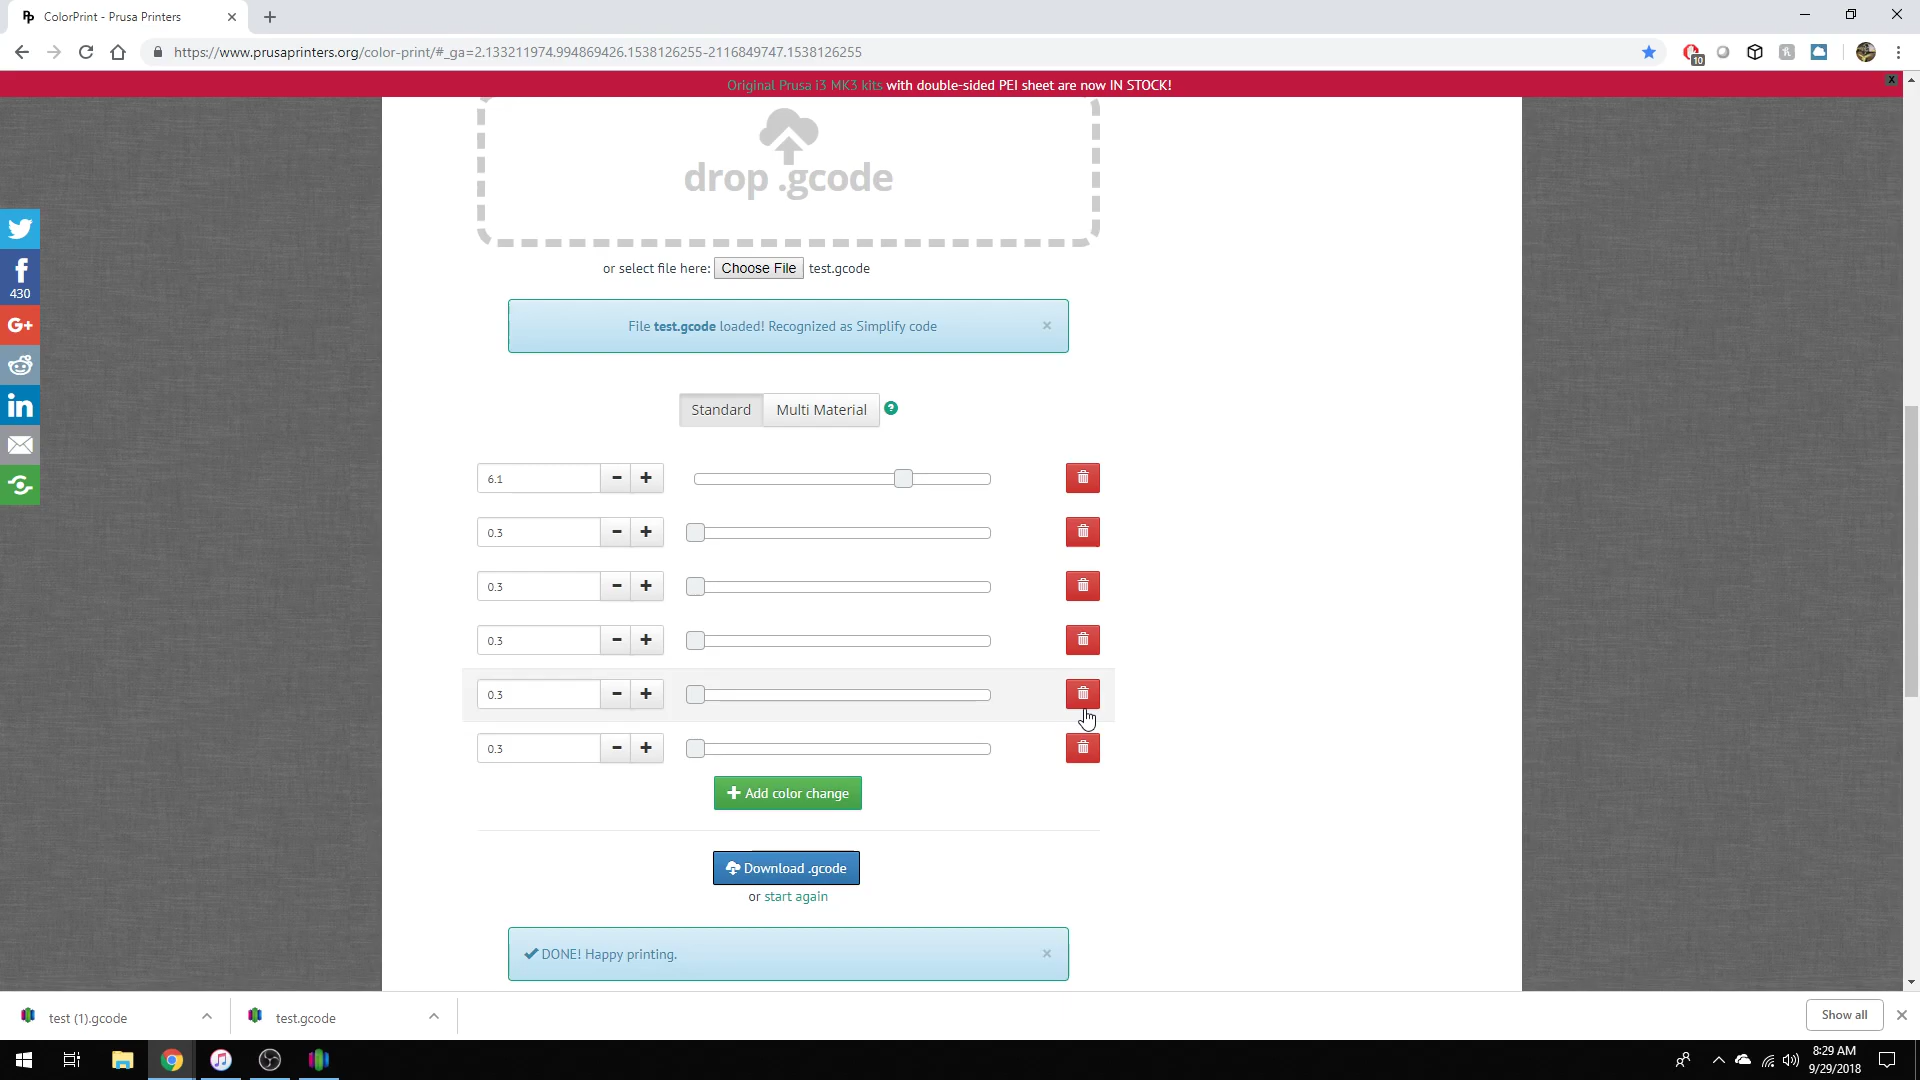 ColorPrint - Prusa Printers
https://www.prusaprinters.org/color-print/#_ga=2.133211974.994869426.1538126255-2116849747.1538126255
10
Original Prusa i3 MK3 kits with double-sided PEI sheet are now IN STOCK!
X
drop .gcode
or select file here: Choose File test.gcode
430
G+
in
File test.gcode loaded! Recognized as Simplify code
×
Standard
Multi Material
?
6.1
0.3
0.3
0.3
0.3
0.3
Add color change
Download .gcode
or start again
DONE! Happy printing.
×
test (1).gcode
test.gcode
Show all
8:29 AM
9/29/2018